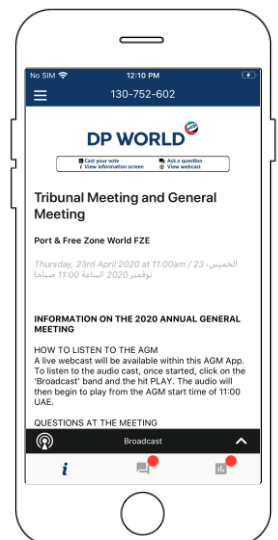 No SIM 12:10 PM
130-752-602
DP WORLD
Cast your vote Ask a question
i View information screen View webcast
Tribunal Meeting and General
Meeting
Port & Free Zone World FZE
Thursday, 23rd April 2020 at 11:00am / 23 ،الخميس
نوفمبر 2020 الساعة 11:00 صباحا
INFORMATION ON THE 2020 ANNUAL GENERAL
MEETING
HOW TO LISTEN TO THE AGM
A live webcast will be available within this AGM App.
To listen to the audio cast, once started, click on the
'Broadcast' band and the hit PLAY. The audio will
then begin to play from the AGM start time of 11:00
UAE.
QUESTIONS AT THE MEETING
Broadcast
i